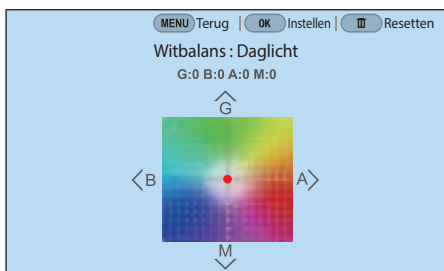 MENU Terug | OK Instellen | Resetten
Witbalans : Daglicht
G:0 B:0 A:0 M:0
G
B A
M